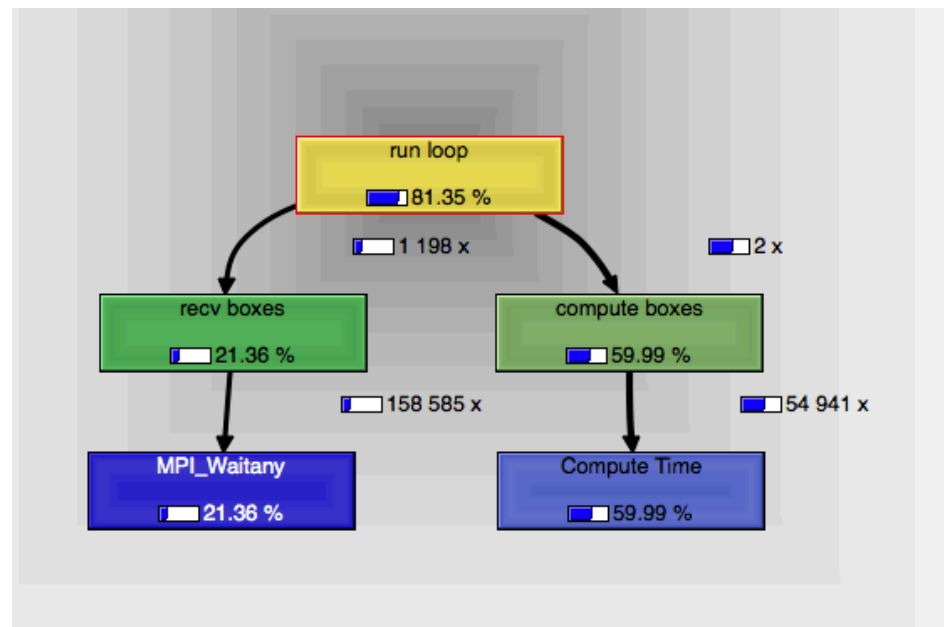 run loop
81.35 %
1 198 x
2 x
recv boxes
21.36 %
compute boxes
59.99 %
158 585 x
54 941 x
MPI_Waitany
21.36 %
Compute Time
59.99 %